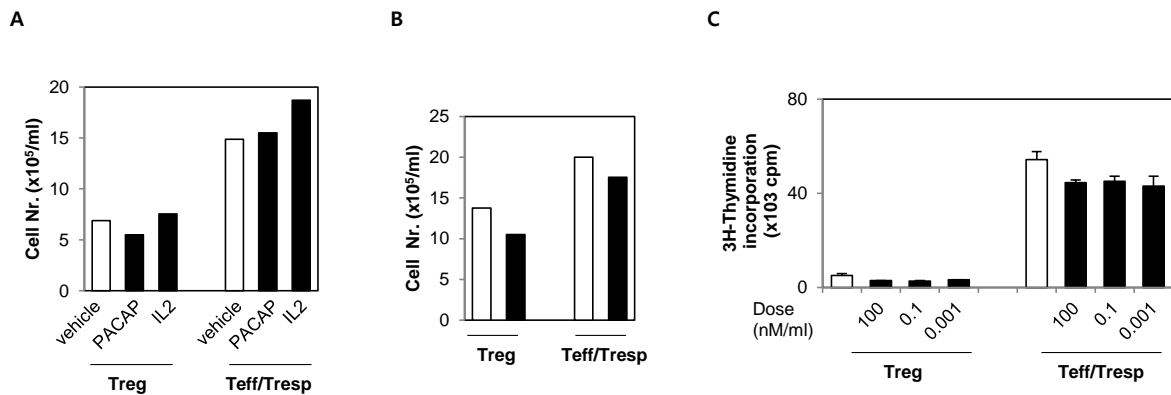 A
B
C
Cell Nr. (x10⁵/ml)
20
15
10
5
0
vehicle
PACAP
IL2
vehicle
PACAP
IL2
Treg
Teff/Tresp
Cell Nr. (x10⁵/ml)
25
20
15
10
5
0
Treg
Teff/Tresp
3H-Thymidine
incorporation
(x103 cpm)
80
40
0
Dose
(nM/ml)
100
0.1
0.001
100
0.1
0.001
Treg
Teff/Tresp